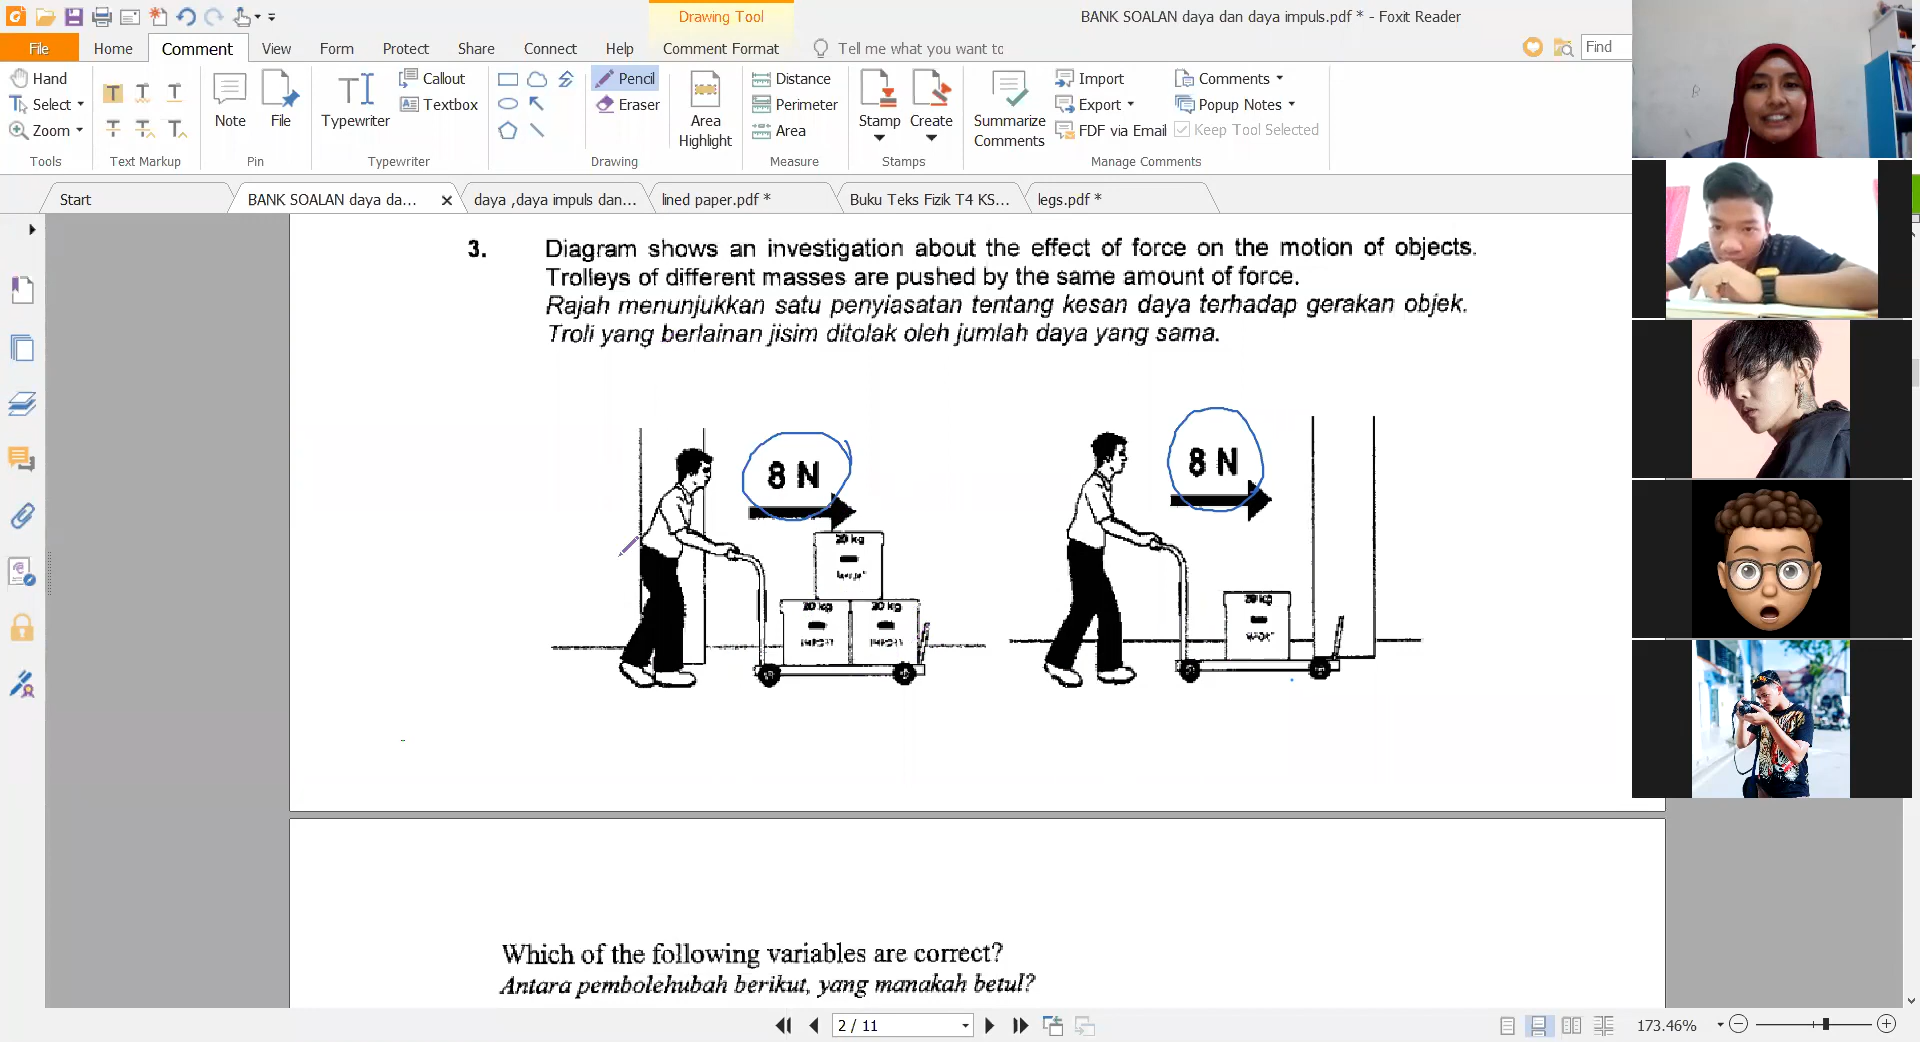 Drawing Tool
BANK SOALAN daya dan daya impuls.pdf * - Foxit Reader
File
Home
Comment
View
Form
Protect
Share
Connect
Help
Comment Format
Tell me what you want to
Find
Hand
Select
Zoom
Tools
Text Markup
Note
File
Pin
Typewriter
Callout
Textbox
Typewriter
Pencil
Eraser
Drawing
Area
Highlight
Distance
Perimeter
Area
Measure
Stamp
Create
Stamps
Summarize
Comments
Import
Export
FDF via Email
Comments
Popup Notes
Keep Tool Selected
Manage Comments
Start
BANK SOALAN daya da...
daya ,daya impuls dan...
lined paper.pdf *
Buku Teks Fizik T4 KS...
legs.pdf *
3. Diagram shows an investigation about the effect of force on the motion of objects.
Trolleys of different masses are pushed by the same amount of force.
Rajah menunjukkan satu penyiasatan tentang kesan daya terhadap gerakan objek.
Troli yang berlainan jisim ditolak oleh jumlah daya yang sama.
8 N
8 N
20 kg
20 kg
20 kg
20 kg
Which of the following variables are correct?
Antara pembolehubah berikut, yang manakah betul?
2 / 11
173.46%